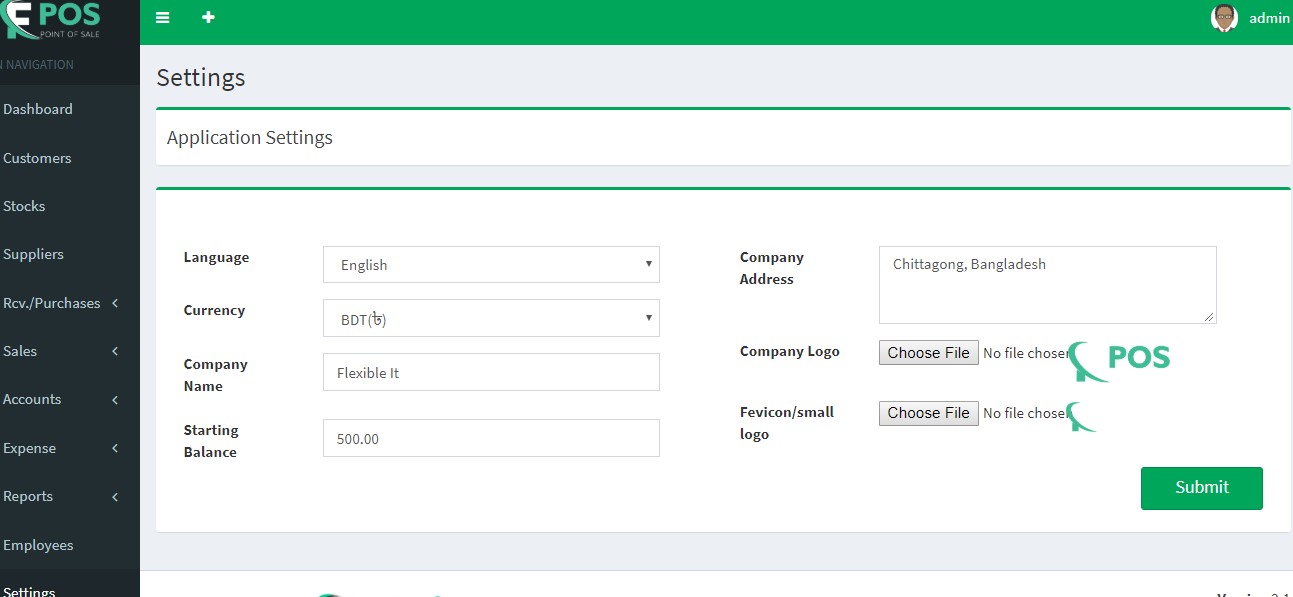 POS
POINT OF SALE
admin
NAVIGATION
Settings
Dashboard
Application Settings
Customers
Stocks
Suppliers
Rcv./Purchases
Sales
Accounts
Expense
Reports
Employees
Settings
Language
English
Currency
BDT(৳)
Company
Name
Flexible It
Starting
Balance
500.00
Company
Address
Chittagong, Bangladesh
Company Logo
Choose File No file chosen
POS
Fevicon/small
logo
Choose File No file chosen
Submit